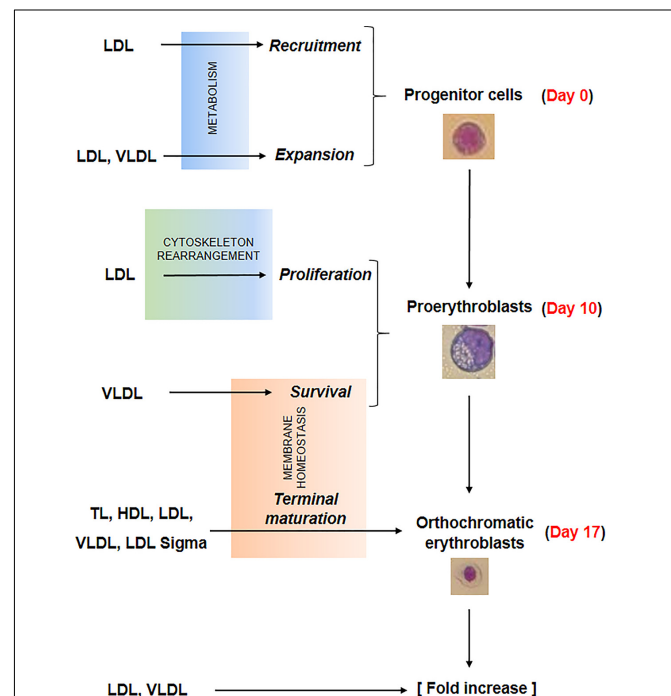 LDL
Recruitment
METABOLISM
Progenitor cells (Day 0)
LDL, VLDL
Expansion
CYTOSKELETON
REARRANGEMENT
LDL
Proliferation
Proerythroblasts (Day 10)
VLDL
Survival
MEMBRANE
HOMEOSTASIS
TL, HDL, LDL,
VLDL, LDL Sigma
Terminal
maturation
Orthochromatic
erythroblasts
(Day 17)
LDL, VLDL
[ Fold increase ]